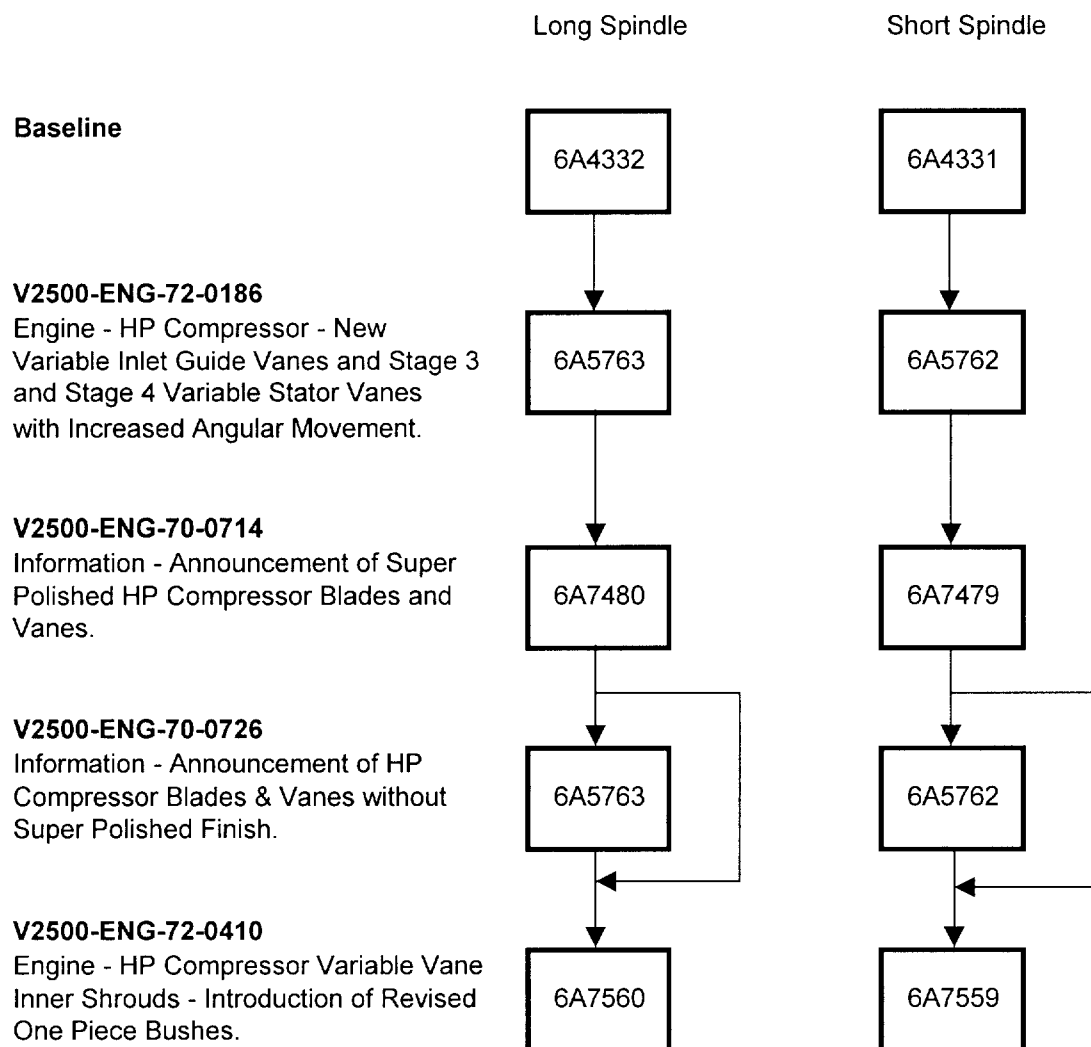 Long Spindle Short Spindle
Baseline
6A4332 6A4331
V2500-ENG-72-0186
Engine - HP Compressor - New
Variable Inlet Guide Vanes and Stage 3
and Stage 4 Variable Stator Vanes
with Increased Angular Movement.
6A5763 6A5762
V2500-ENG-70-0714
Information - Announcement of Super
Polished HP Compressor Blades and
Vanes.
6A7480 6A7479
V2500-ENG-70-0726
Information - Announcement of HP
Compressor Blades & Vanes without
Super Polished Finish.
6A5763 6A5762
V2500-ENG-72-0410
Engine - HP Compressor Variable Vane
Inner Shrouds - Introduction of Revised
One Piece Bushes.
6A7560 6A7559